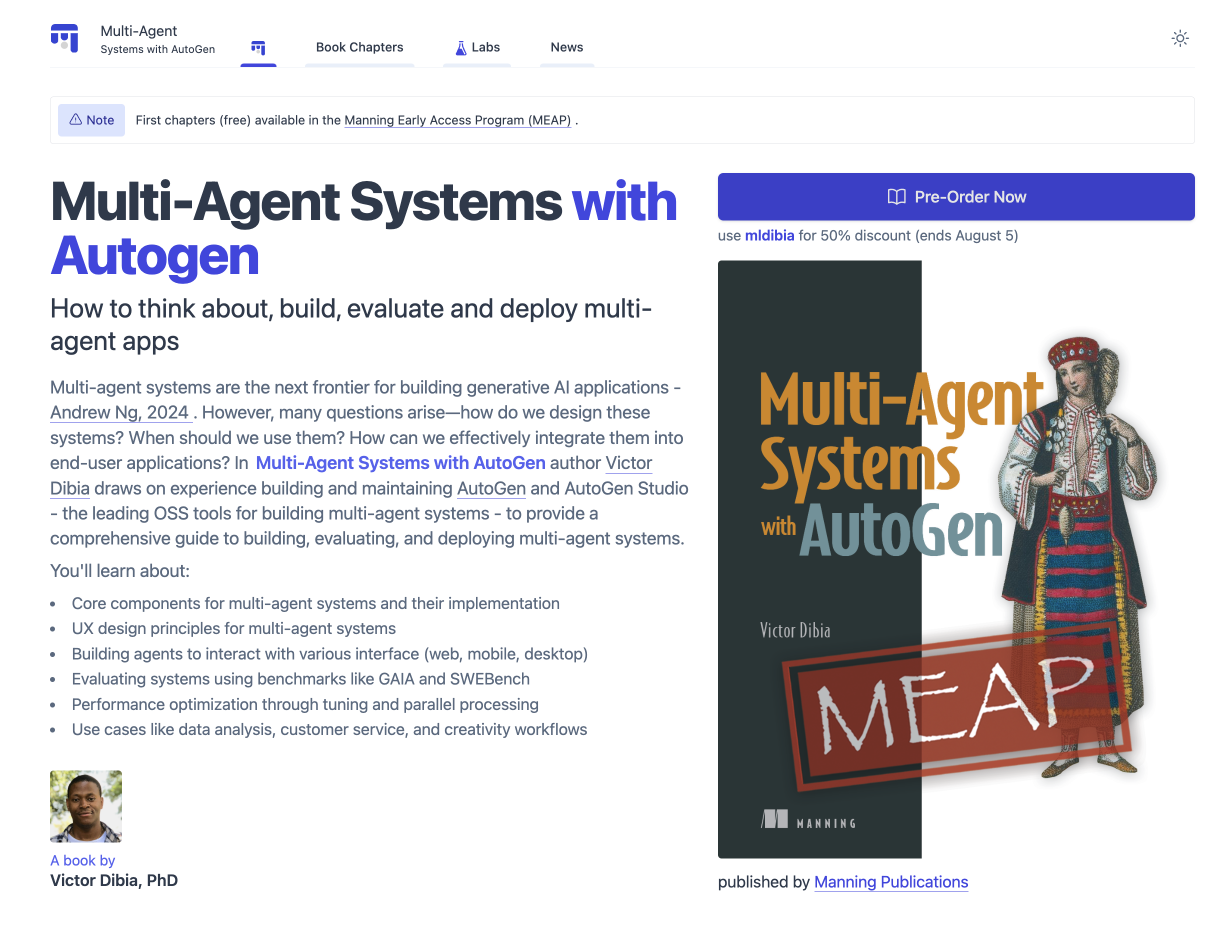 Multi-Agent
Systems with AutoGen
Book Chapters
Labs
News
Note
First chapters (free) available in the Manning Early Access Program (MEAP) .
Multi-Agent Systems with
Autogen
How to think about, build, evaluate and deploy multi-
agent apps
Multi-agent systems are the next frontier for building generative AI applications -
Andrew Ng, 2024 . However, many questions arise—how do we design these
systems? When should we use them? How can we effectively integrate them into
end-user applications? In Multi-Agent Systems with AutoGen author Victor
Dibia draws on experience building and maintaining AutoGen and AutoGen Studio
- the leading OSS tools for building multi-agent systems - to provide a
comprehensive guide to building, evaluating, and deploying multi-agent systems.
You'll learn about:
• Core components for multi-agent systems and their implementation
• UX design principles for multi-agent systems
• Building agents to interact with various interface (web, mobile, desktop)
• Evaluating systems using benchmarks like GAIA and SWEBench
• Performance optimization through tuning and parallel processing
• Use cases like data analysis, customer service, and creativity workflows
A book by
Victor Dibia, PhD
Pre-Order Now
use mldibia for 50% discount (ends August 5)
Multi-Agent
Systems
with AutoGen
Victor Dibia
MEAP
MANNING
published by Manning Publications